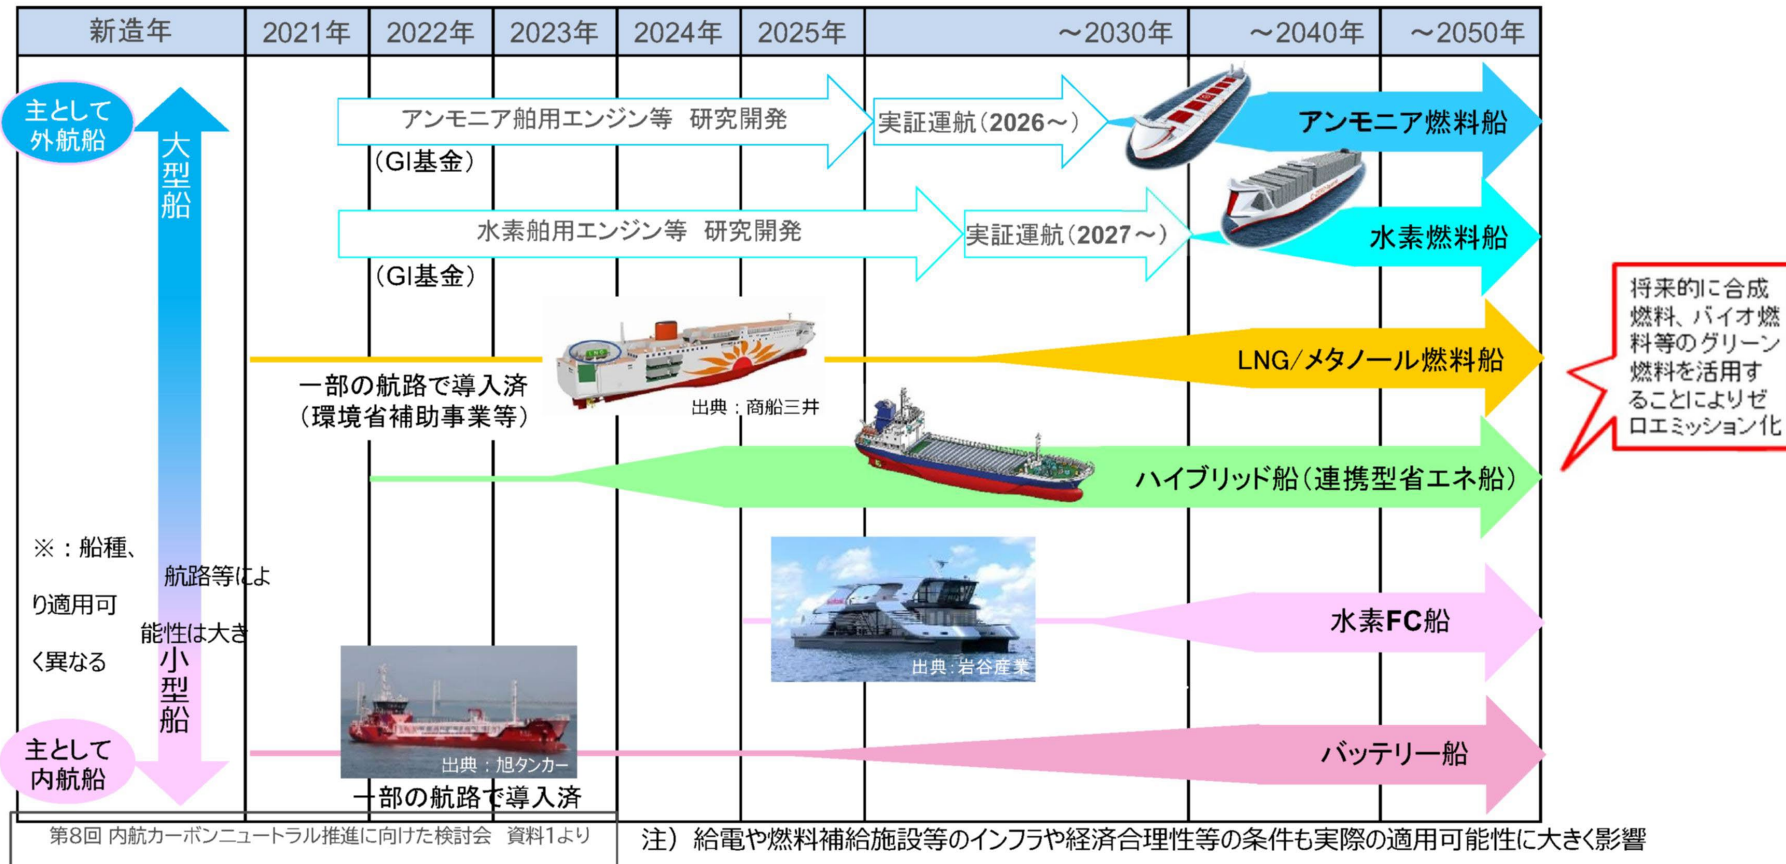 新造年 2021年 2022年 2023年 2024年 2025年 ～2030年 ～2040年 ～2050年
主として
外航船
大型船
アンモニア舶用エンジン等 研究開発
(GI基金)
実証運航(2026～)
アンモニア燃料船
水素舶用エンジン等 研究開発
(GI基金)
実証運航(2027～)
水素燃料船
一部の航路で導入済
（環境省補助事業等）
出典：商船三井
LNG/メタノール燃料船
将来的に合成
燃料、バイオ燃
料等のグリーン
燃料を活用す
ることによりゼ
ロエミッション化
ハイブリッド船(連携型省エネ船)
※：船種、
航路等によ
り適用可
能性は大き
く異なる
小型船
出典：岩谷産業
水素FC船
主として
内航船
出典：旭タンカー
一部の航路で導入済
バッテリー船
第8回 内航カーボンニュートラル推進に向けた検討会 資料1より
注） 給電や燃料補給施設等のインフラや経済合理性等の条件も実際の適用可能性に大きく影響